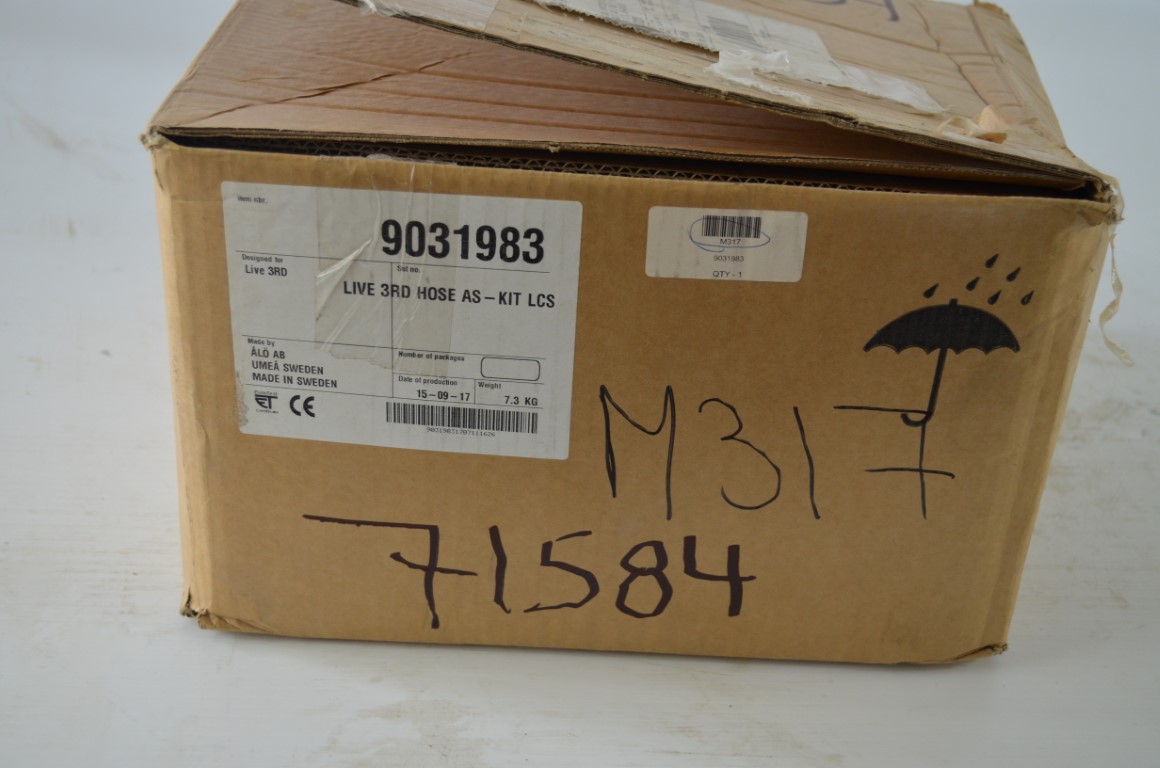 Item nbr.
9031983
Designed for
Live 3RD
Set no.
LIVE 3RD HOSE AS – KIT LCS
Made by
ÅLÖ AB
UMEÅ SWEDEN
MADE IN SWEDEN
Number of packages
Date of production
15-09-17
Weight
7.3 KG
CE
M317
9031983
QTY - 1
M317
71584